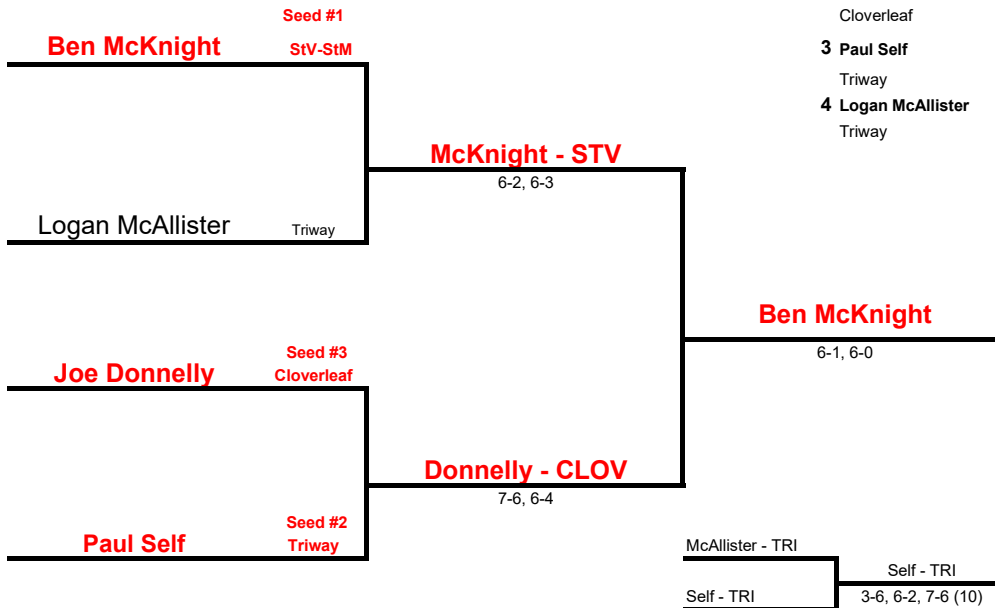 Seed #1
Ben McKnight StV-StM
Logan McAllister Triway
McKnight - STV
6-2, 6-3
Seed #3
Joe Donnelly Cloverleaf
Seed #2
Paul Self Triway
Donnelly - CLOV
7-6, 6-4
Ben McKnight
6-1, 6-0
Cloverleaf
3 Paul Self
Triway
4 Logan McAllister
Triway
McAllister - TRI
Self - TRI
Self - TRI
3-6, 6-2, 7-6 (10)